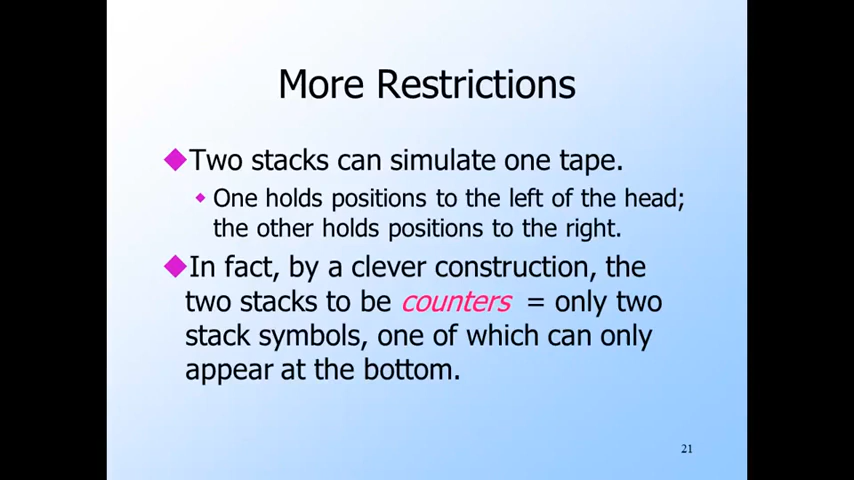 More Restrictions
Two stacks can simulate one tape.
One holds positions to the left of the head;
the other holds positions to the right.
In fact, by a clever construction, the
two stacks to be counters = only two
stack symbols, one of which can only
appear at the bottom.
21